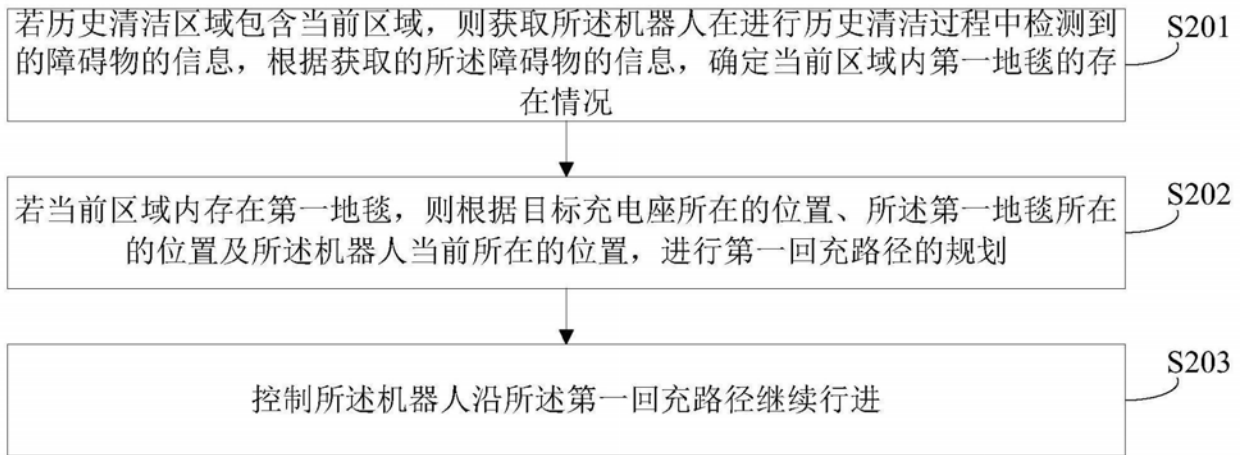 若历史清洁区域包含当前区域，则获取所述机器人在进行历史清洁过程中检测到
的障碍物的信息，根据获取的所述障碍物的信息，确定当前区域内第一地毯的存
在情况
S201
若当前区域内存在第一地毯，则根据目标充电座所在的位置、所述第一地毯所在
的位置及所述机器人当前所在的位置，进行第一回充路径的规划
S202
控制所述机器人沿所述第一回充路径继续行进
S203